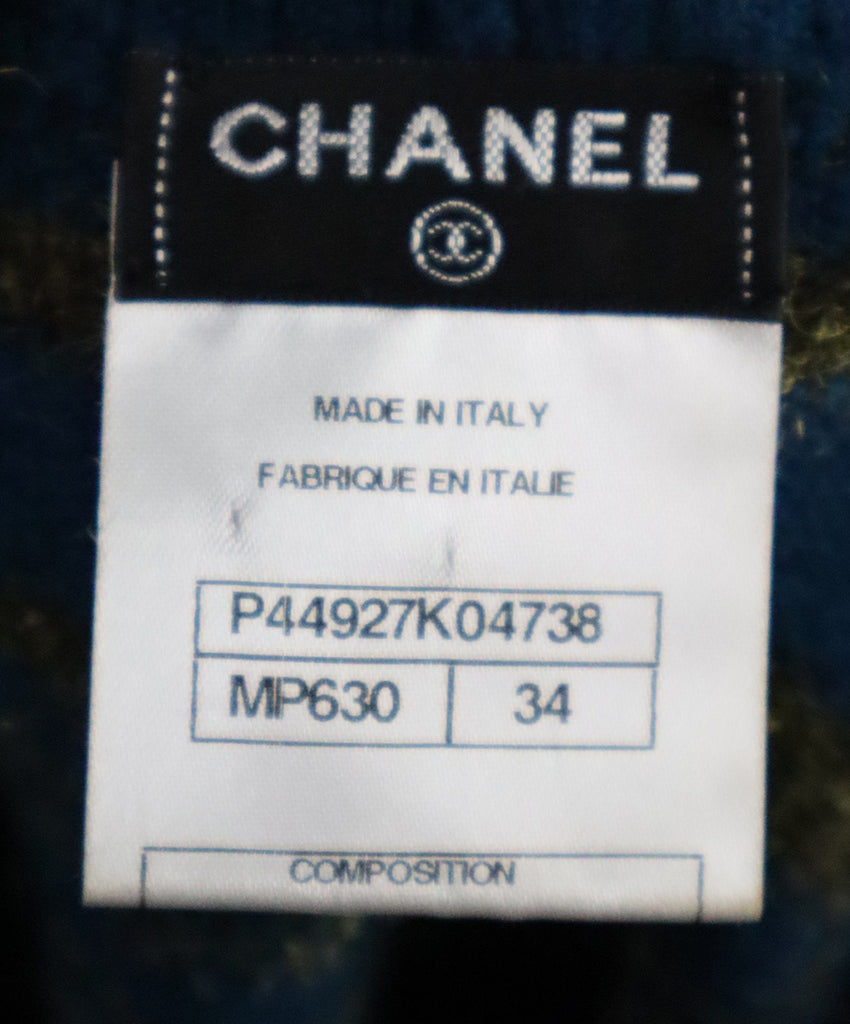 CHANEL
MADE IN ITALY
FABRIQUE EN ITALIE
P44927K04738
MP630 34
COMPOSITION